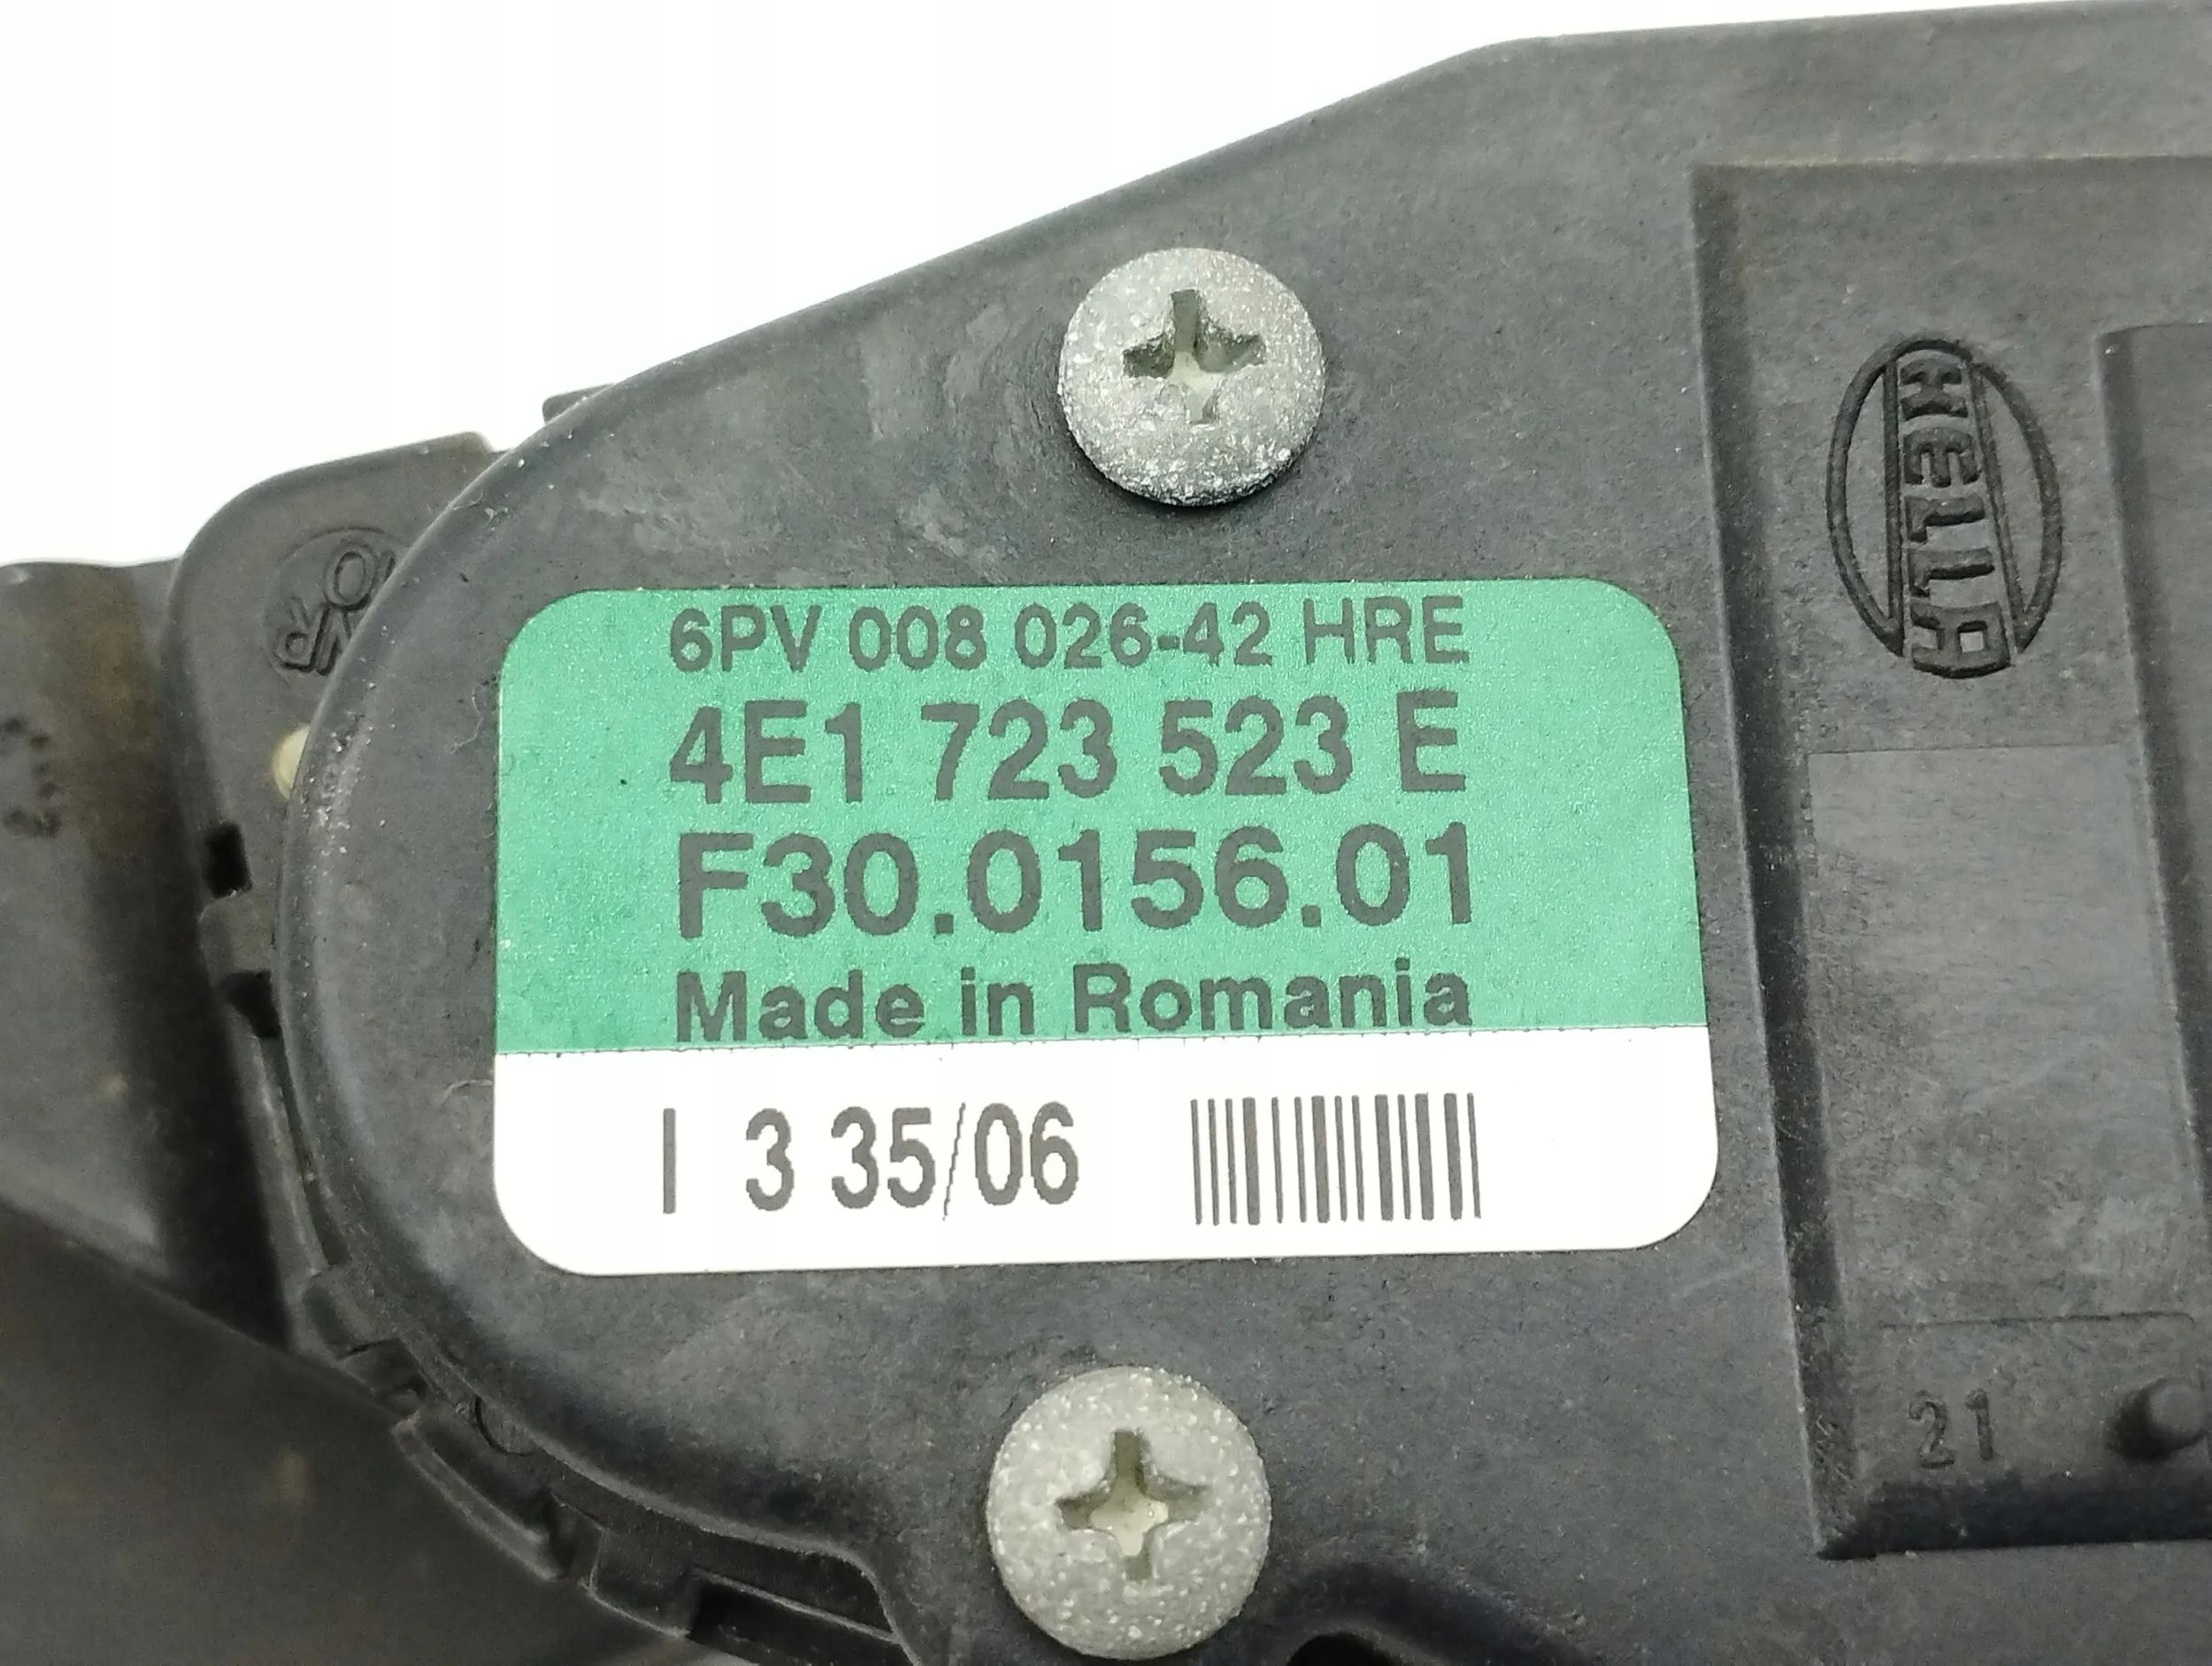 HELLA
6PV 008 026-42 HRE
4E1 723 523 E
F30.0156.01
Made in Romania
I 3 35/06
21